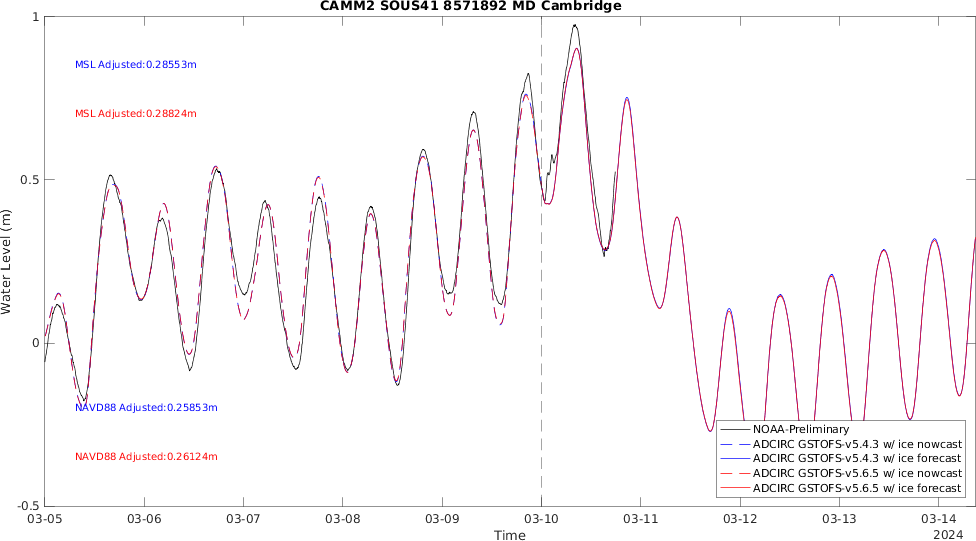 CAMM2 SOUS41 8571892 MD Cambridge
1
0.5
0
-0.5
Water Level (m)
MSL Adjusted:0.28553m
MSL Adjusted:0.28824m
NAVD88 Adjusted:0.25853m
NAVD88 Adjusted:0.26124m
NOAA-Preliminary
ADCIRC GSTOFS-v5.4.3 w/ ice nowcast
ADCIRC GSTOFS-v5.4.3 w/ ice forecast
ADCIRC GSTOFS-v5.6.5 w/ ice nowcast
ADCIRC GSTOFS-v5.6.5 w/ ice forecast
03-05 03-06 03-07 03-08 03-09 03-10 03-11 03-12 03-13 03-14
Time
2024